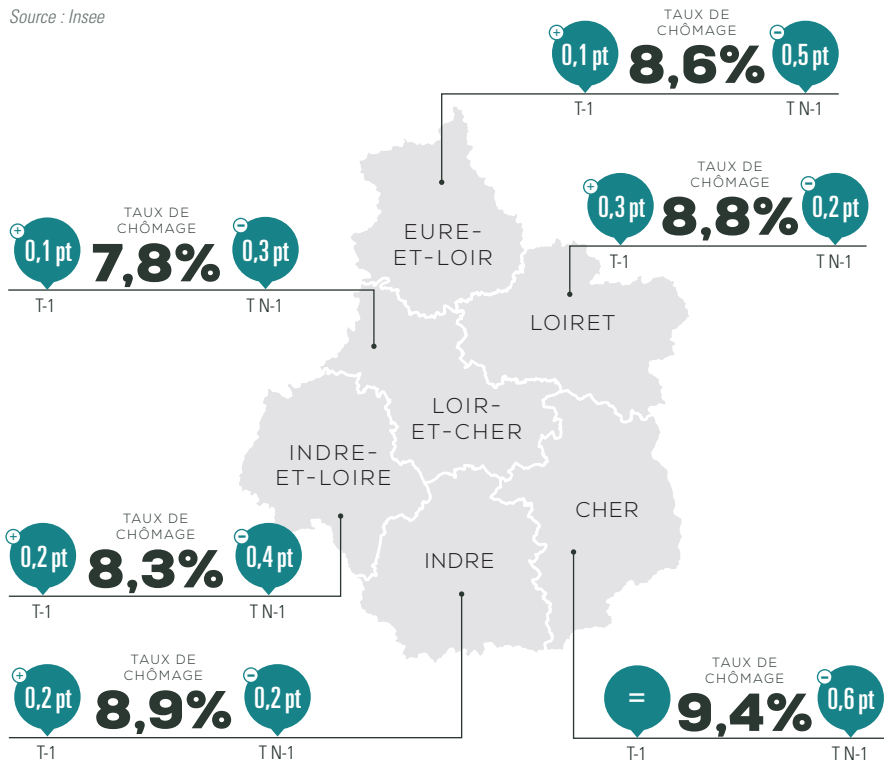 Source : Insee
+ 0,1 pt
T-1
TAUX DE
CHÔMAGE
8,6%
- 0,5 pt
T N-1
+ 0,3 pt
T-1
TAUX DE
CHÔMAGE
8,8%
- 0,2 pt
T N-1
+ 0,1 pt
T-1
TAUX DE
CHÔMAGE
7,8%
- 0,3 pt
T N-1
EURE-
ET-LOIR
LOIRET
LOIR-
ET-CHER
INDRE-
ET-LOIRE
CHER
INDRE
+ 0,2 pt
T-1
TAUX DE
CHÔMAGE
8,3%
- 0,4 pt
T N-1
+ 0,2 pt
T-1
TAUX DE
CHÔMAGE
8,9%
- 0,2 pt
T N-1
=
T-1
TAUX DE
CHÔMAGE
9,4%
- 0,6 pt
T N-1